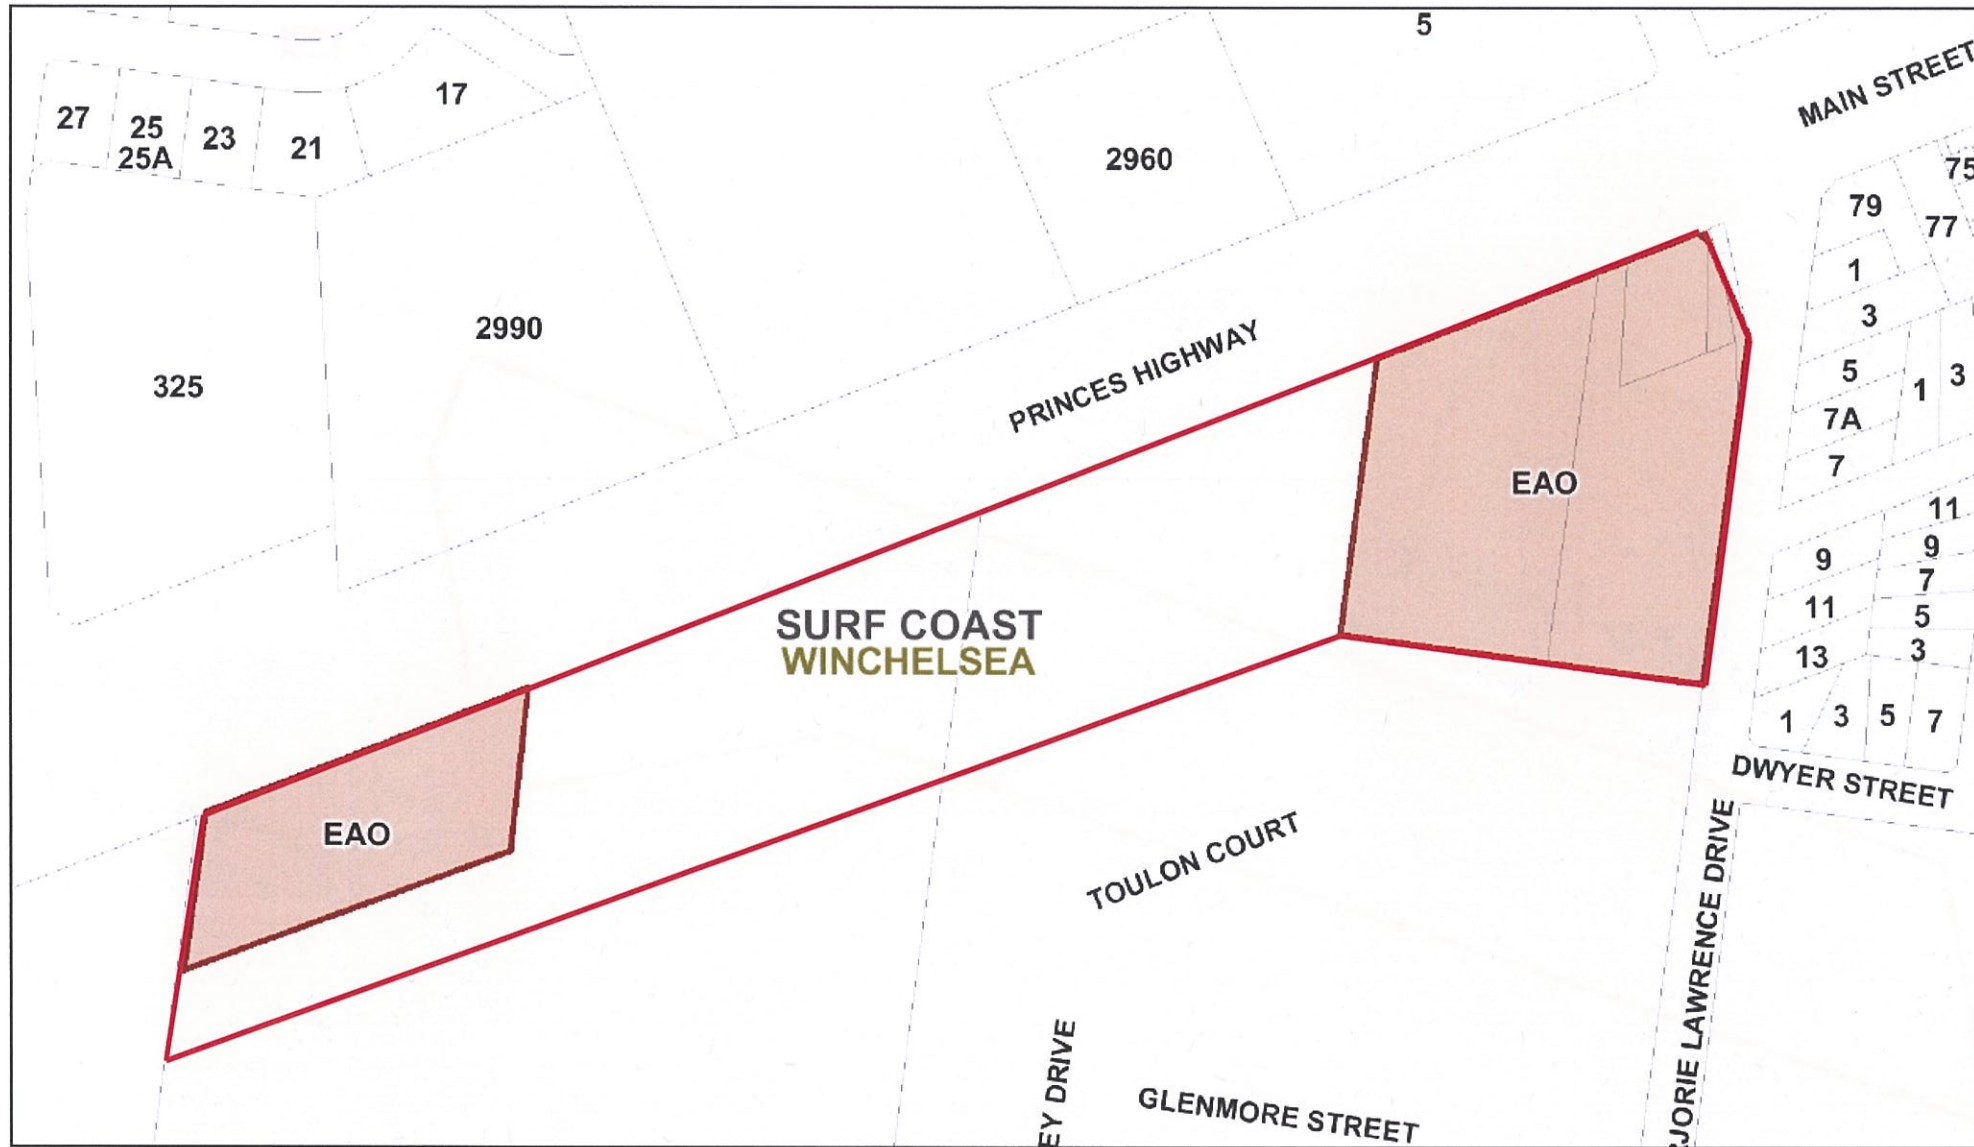 5
MAIN STREET
17
27
25
25A
23
21
2960
75
79
77
1
3
2990
PRINCES HIGHWAY
325
5
1
3
7A
7
EAO
11
9
9
7
11
5
SURF COAST
WINCHELSEA
13
3
1
3
5
7
DWYER STREET
EAO
TOULON COURT
RJORIE LAWRENCE DRIVE
EY DRIVE
GLENMORE STREET